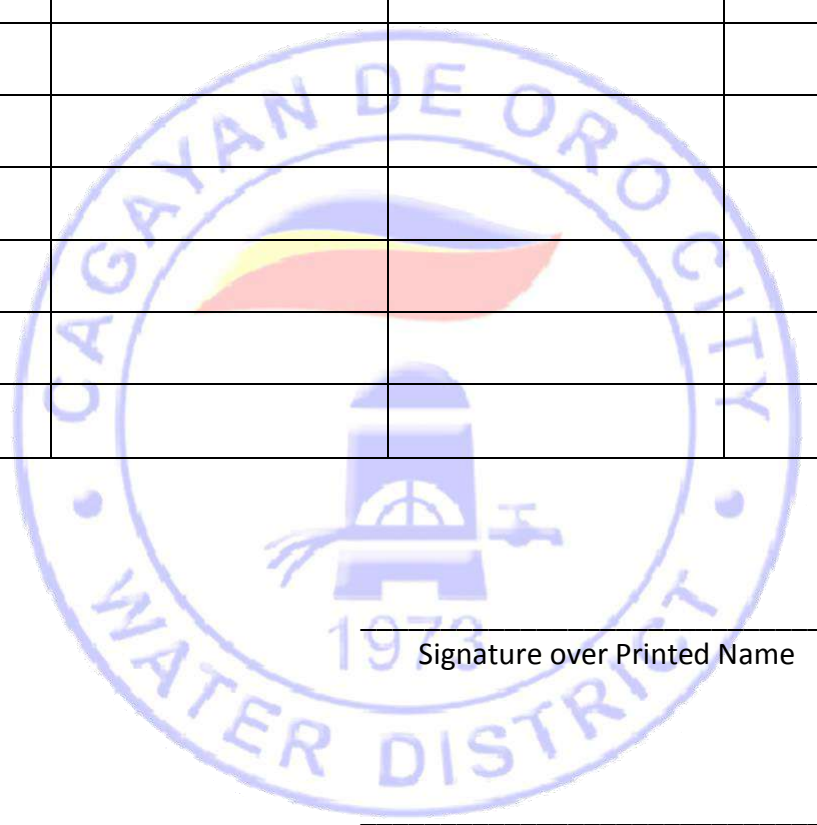 CAGAYAN DE ORO CITY
1973
Signature over Printed Name
WATER DISTRICT